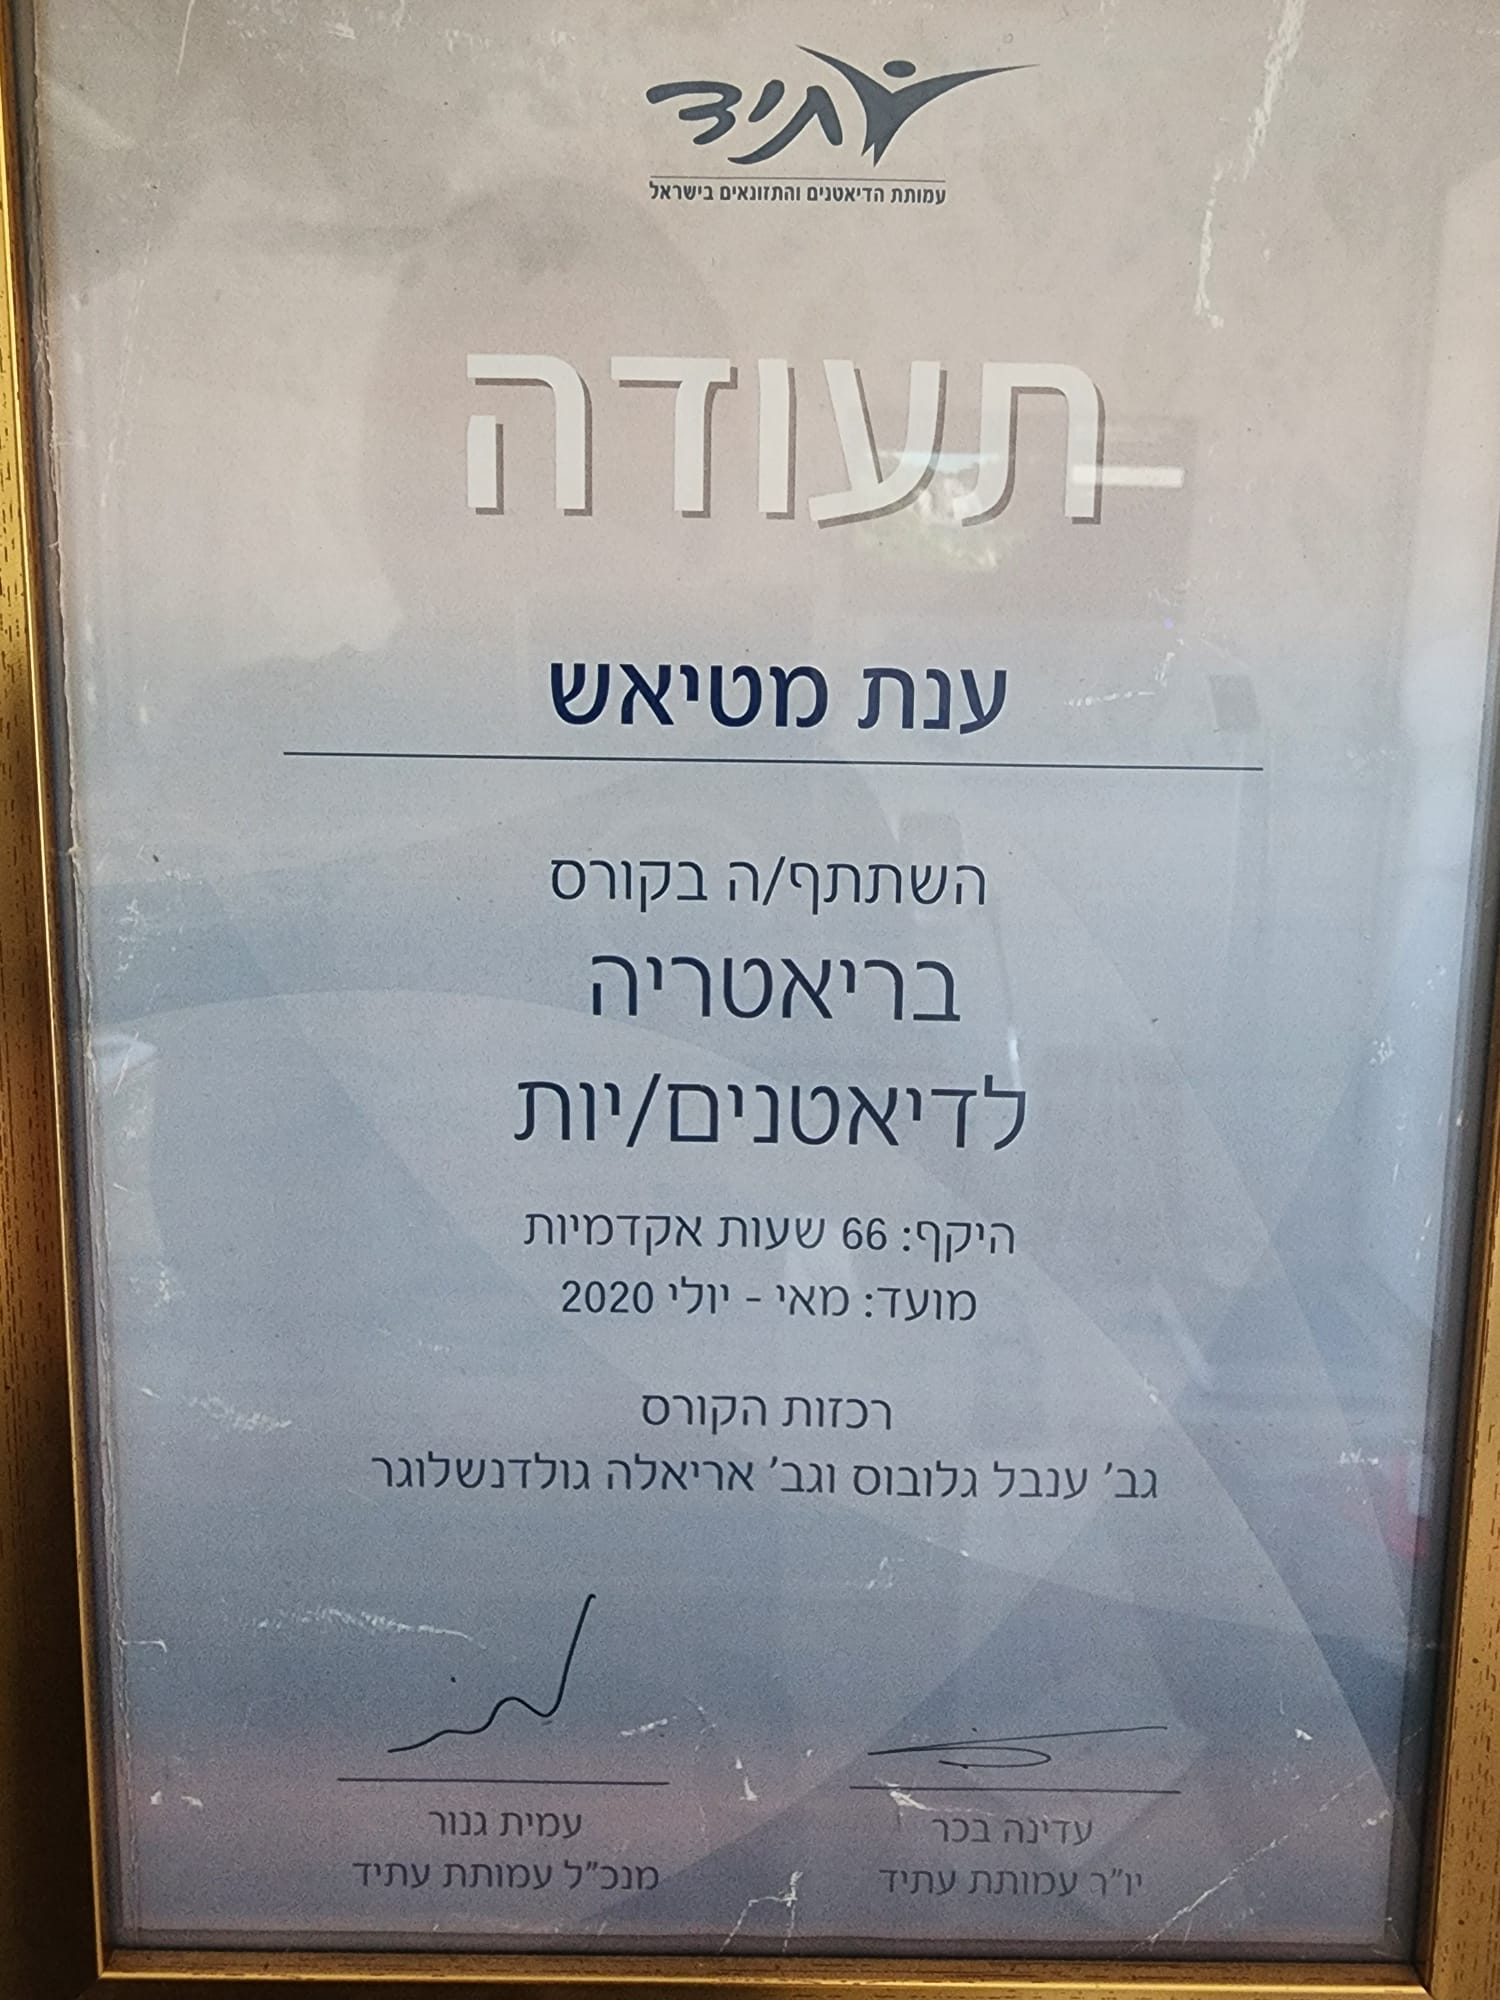 עתיד
עמותת הדיאטנים והתזונאים בישראל
תעודה
ענת מטיאש
השתתף/ה בקורס
בריאטריה
לדיאטנים/יות
היקף: 66 שעות אקדמיות
מועד: מאי - יולי 2020
רכזות הקורס
גב' ענבל גלובוס וגב' אריאלה גולדנשלוגר
עדינה בכר
יו"ר עמותת עתיד
עמית גנור
מנכ"ל עמותת עתיד